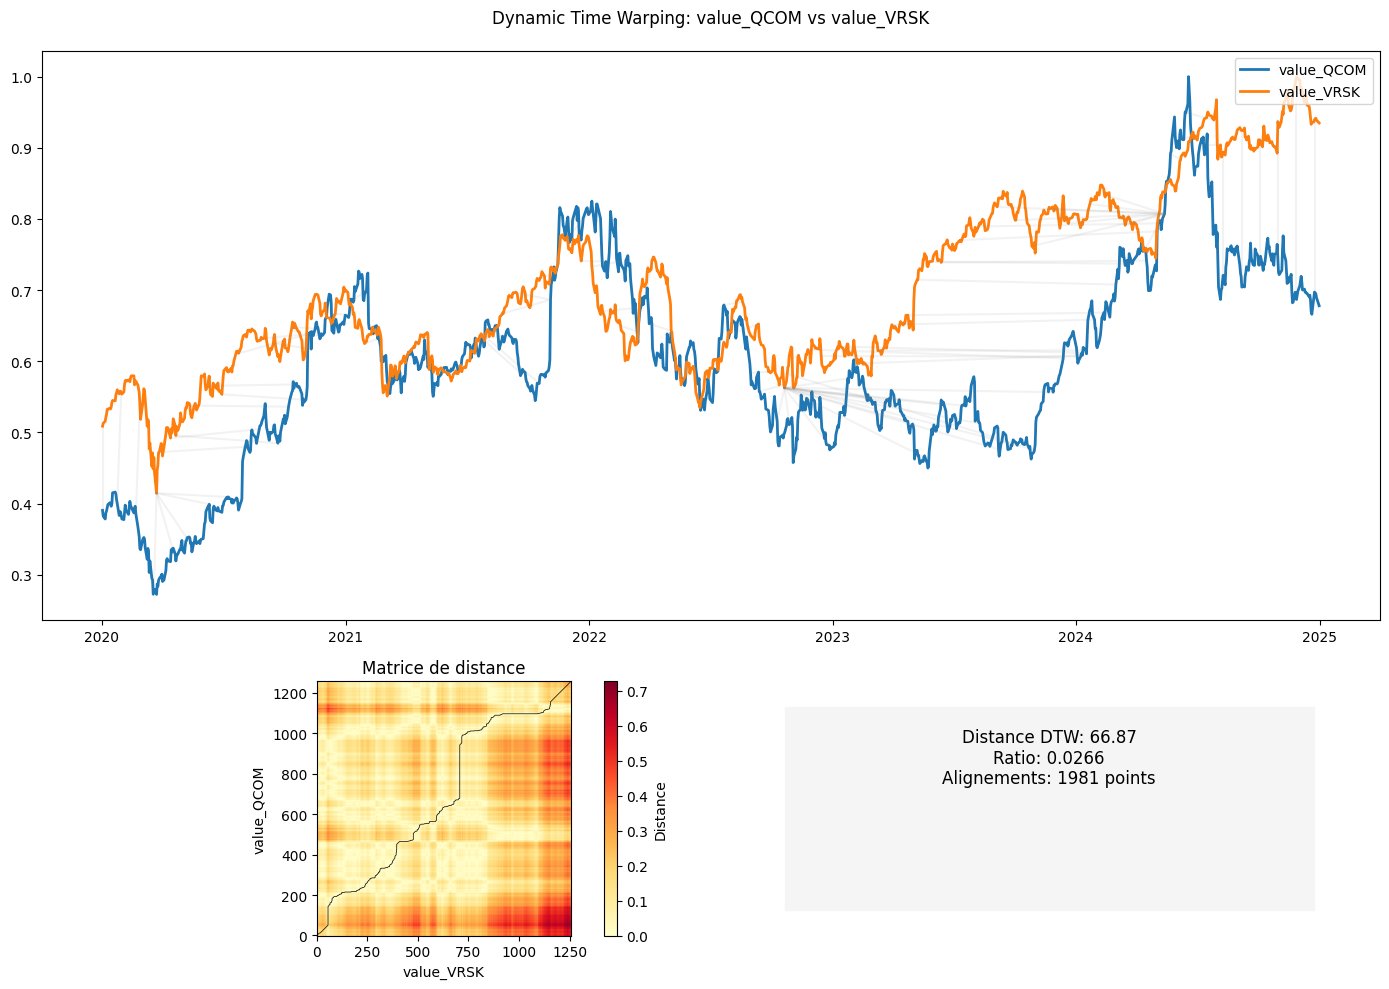 Dynamic Time Warping: value_QCOM vs value_VRSK
1.0
0.9
0.8
0.7
0.6
0.5
0.4
0.3
value_QCOM
value_VRSK
2020 2021 2022 2023 2024 2025
Matrice de distance
1200
1000
800
600
400
200
0
value_QCOM
0 250 500 750 1000 1250
value_VRSK
0.7
0.6
0.5
0.4
0.3
0.2
0.1
0.0
Distance
Distance DTW: 66.87
Ratio: 0.0266
Alignements: 1981 points